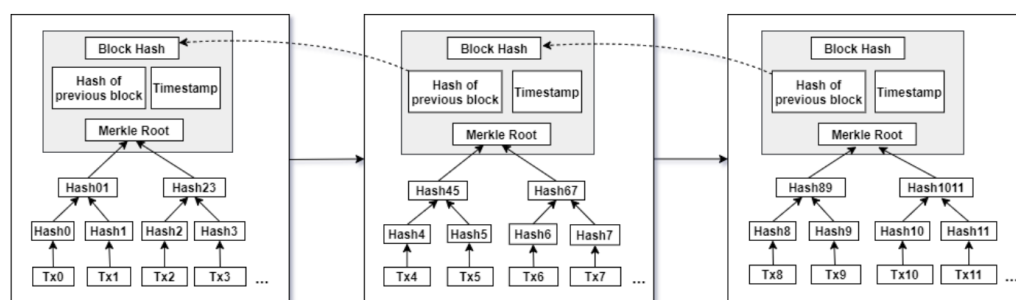 Block Hash
Hash of
previous block
Timestamp
Merkle Root
Hash01
Hash23
Hash0
Hash1
Hash2
Hash3
Tx0
Tx1
Tx2
Tx3
...
Block Hash
Hash of
previous block
Timestamp
Merkle Root
Hash45
Hash67
Hash4
Hash5
Hash6
Hash7
Tx4
Tx5
Tx6
Tx7
...
Block Hash
Hash of
previous block
Timestamp
Merkle Root
Hash89
Hash1011
Hash8
Hash9
Hash10
Hash11
Tx8
Tx9
Tx10
Tx11
...